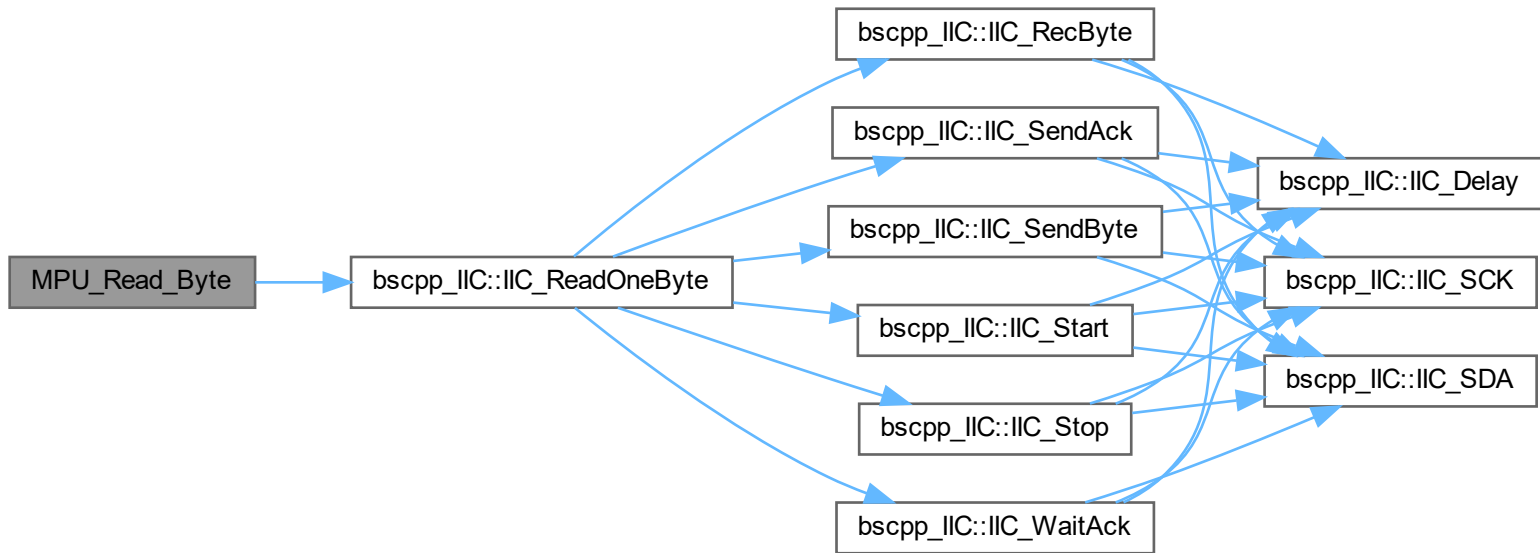 MPU_Read_Byte
bscpp_IIC::IIC_ReadOneByte
bscpp_IIC::IIC_RecByte
bscpp_IIC::IIC_SendAck
bscpp_IIC::IIC_SendByte
bscpp_IIC::IIC_Start
bscpp_IIC::IIC_Stop
bscpp_IIC::IIC_WaitAck
bscpp_IIC::IIC_Delay
bscpp_IIC::IIC_SCK
bscpp_IIC::IIC_SDA